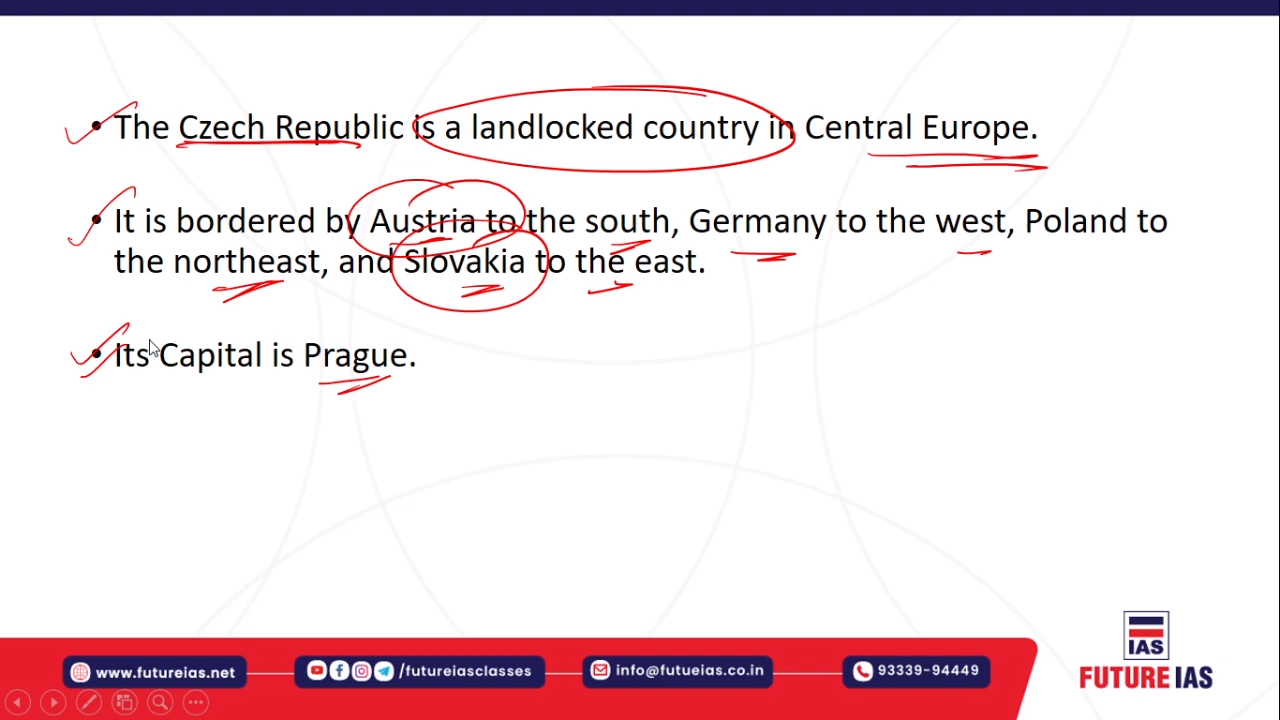 • The Czech Republic is a landlocked country in Central Europe.
• It is bordered by Austria to the south, Germany to the west, Poland to
the northeast, and Slovakia to the east.
• Its Capital is Prague.
IAS
FUTURE IAS
www.futureias.net
/futureiasclasses
info@futueias.co.in
93339-94449